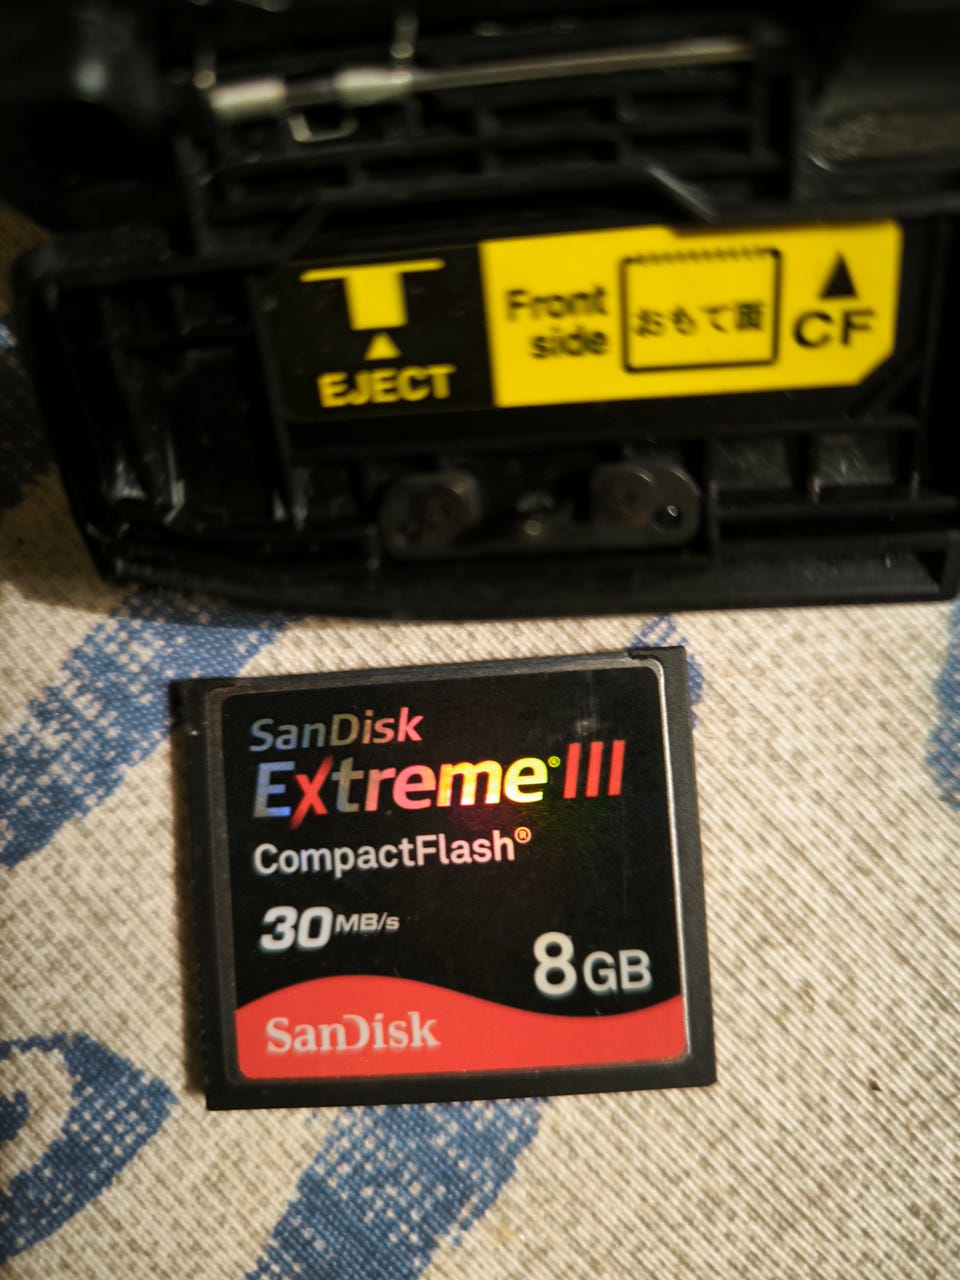 EJECT
Front
side
おもて面
CF
SanDisk
Extreme® III
CompactFlash®
30MB/s
8GB
SanDisk